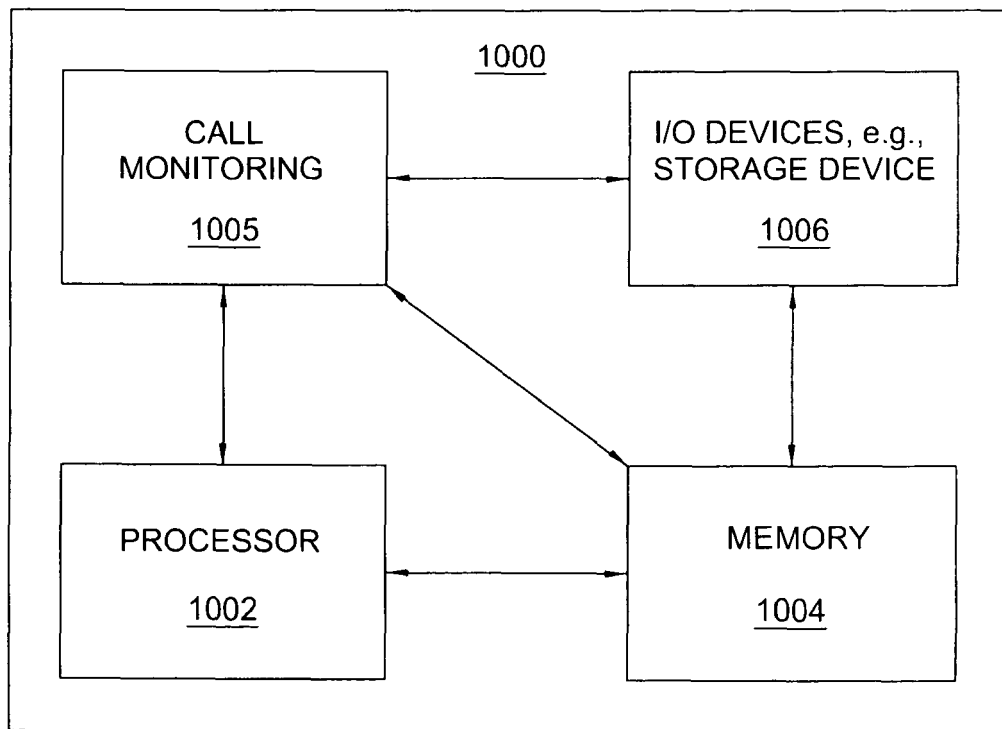 1000
CALL
MONITORING
1005
I/O DEVICES, e.g.,
STORAGE DEVICE
1006
PROCESSOR
1002
MEMORY
1004